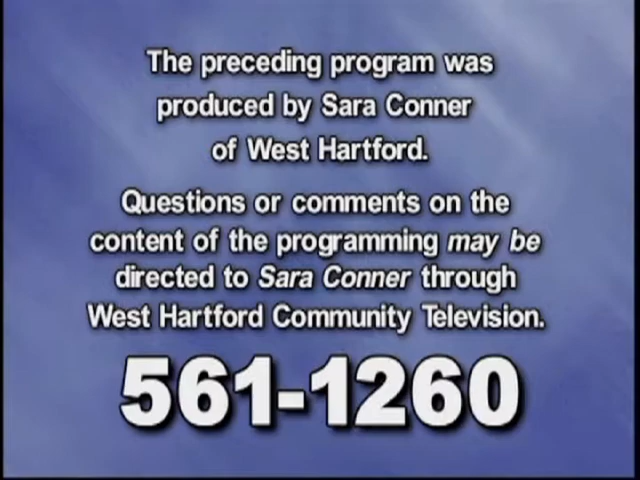 The preceding program was
produced by Sara Conner
of West Hartford.
Questions or comments on the
content of the programming may be
directed to Sara Conner through
West Hartford Community Television.
561-1260